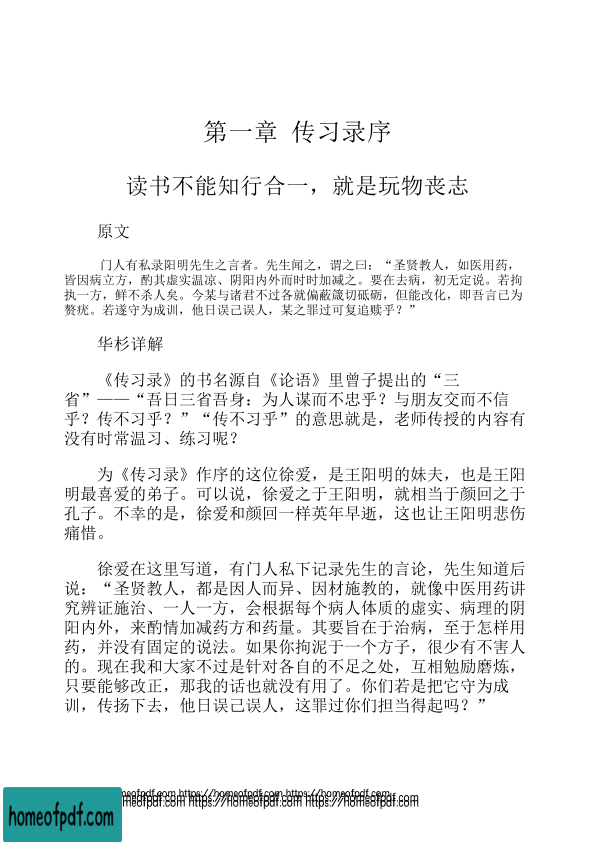 第一章 传习录序
读书不能知行合一，就是玩物丧志
原文
门人有私录阳明先生之言者。先生闻之，谓之曰：“圣贤教人，如医用药，
皆因病立方，酌其虚实温凉、阴阳内外而时时加减之。要在去病，初无定说。若拘
执一方，鲜不杀人矣。今某与诸君不过各就偏蔽箴切砥砺，但能改化，即吾言已为
赘疣。若遂守为成训，他日误己误人，某之罪过可复追赎乎？”
华杉详解
《传习录》的书名源自《论语》里曾子提出的“三
省”——“吾日三省吾身：为人谋而不忠乎？与朋友交而不信
乎？传不习乎？”“传不习乎”的意思就是，老师传授的内容有
没有时常温习、练习呢？
为《传习录》作序的这位徐爱，是王阳明的妹夫，也是王阳
明最喜爱的弟子。可以说，徐爱之于王阳明，就相当于颜回之于
孔子。不幸的是，徐爱和颜回一样英年早逝，这也让王阳明悲伤
痛惜。
徐爱在这里写道，有门人私下记录先生的言论，先生知道后
说：“圣贤教人，都是因人而异、因材施教的，就像中医用药讲
究辨证施治、一人一方，会根据每个病人体质的虚实、病理的阴
阳内外，来酌情加减药方和药量。其要旨在于治病，至于怎样用
药，并没有固定的说法。如果你拘泥于一个方子，很少有不害人
的。现在我和大家不过是针对各自的不足之处，互相勉励磨炼，
只要能够改正，那我的话也就没有用了。你们若是把它守为成
训，传扬下去，他日误己误人，这罪过你们担当得起吗？”
homeofpdf.com https://homeofpdf.com https://homeofpdf.com
homeofpdf.com https://homeofpdf.com https://homeofpdf.com
homeofpdf.com